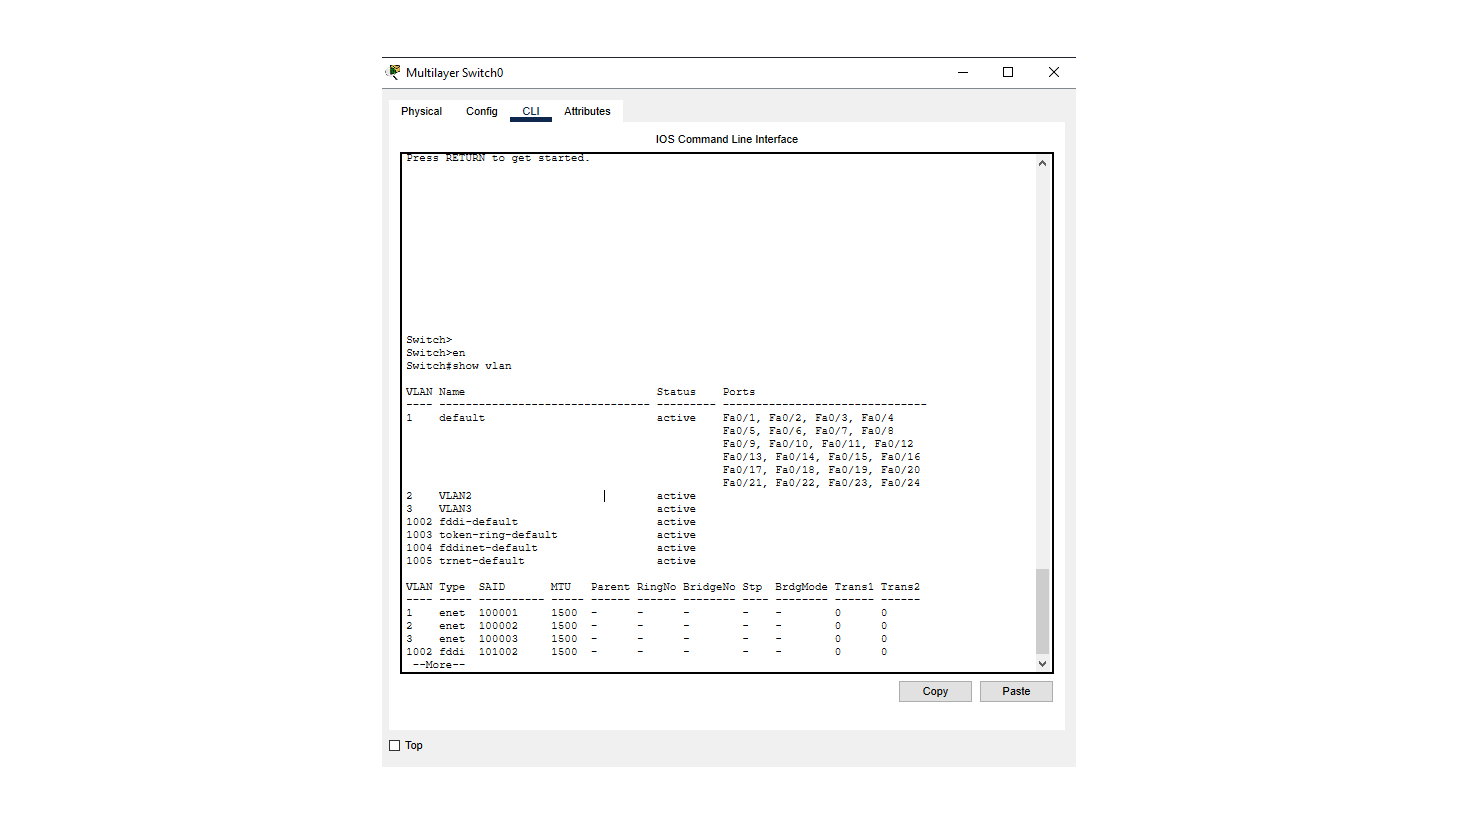 Multilayer Switch0
Physical Config CLI Attributes
IOS Command Line Interface
Press RETURN to get started.
Switch>
Switch>en
Switch#show vlan
VLAN Name                             Status    Ports
---- -------------------------------- --------- -------------------------------
1    default                          active    Fa0/1, Fa0/2, Fa0/3, Fa0/4
                                                Fa0/5, Fa0/6, Fa0/7, Fa0/8
                                                Fa0/9, Fa0/10, Fa0/11, Fa0/12
                                                Fa0/13, Fa0/14, Fa0/15, Fa0/16
                                                Fa0/17, Fa0/18, Fa0/19, Fa0/20
                                                Fa0/21, Fa0/22, Fa0/23, Fa0/24
2    VLAN2                            active
3    VLAN3                            active
1002 fddi-default                     active
1003 token-ring-default               active
1004 fddinet-default                  active
1005 trnet-default                    active
VLAN Type  SAID       MTU   Parent RingNo BridgeNo Stp  BrdgMode Trans1 Trans2
---- ----- ---------- ----- ------ ------ -------- ---- -------- ------ ------
1    enet  100001     1500  -      -      -        -    -        0      0
2    enet  100002     1500  -      -      -        -    -        0      0
3    enet  100003     1500  -      -      -        -    -        0      0
1002 fddi  101002     1500  -      -      -        -    -        0      0
 --More--
Copy Paste
Top